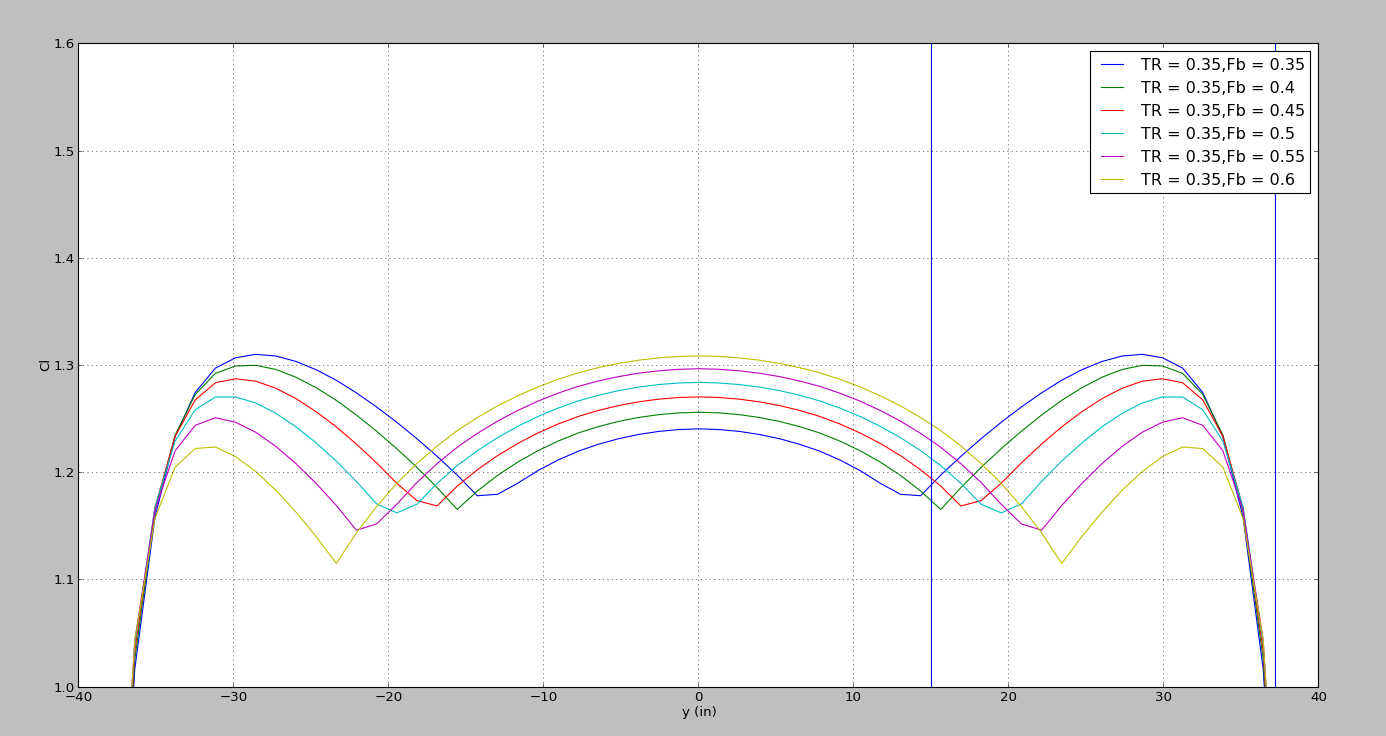 1.6
1.5
1.4
1.3
1.2
1.1
1.0
Cl
TR = 0.35,Fb = 0.35
TR = 0.35,Fb = 0.4
TR = 0.35,Fb = 0.45
TR = 0.35,Fb = 0.5
TR = 0.35,Fb = 0.55
TR = 0.35,Fb = 0.6
−40 −30 −20 −10 0 10 20 30 40
y (in)